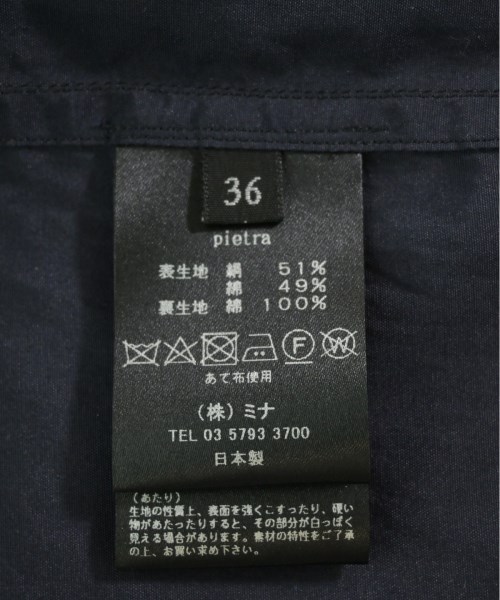 36
pietra
表生地 絹 51%
綿 49%
裏生地 綿 100%
F W
あて布使用
（株）ミナ
TEL 03 5793 3700
日本製
（あたり）
生地の性質上、表面を強くこすったり、硬い
物があたったりすると、その部分が白っぽく
見える場合があります。素材の特性をご了承
の上、お買い求め下さい。